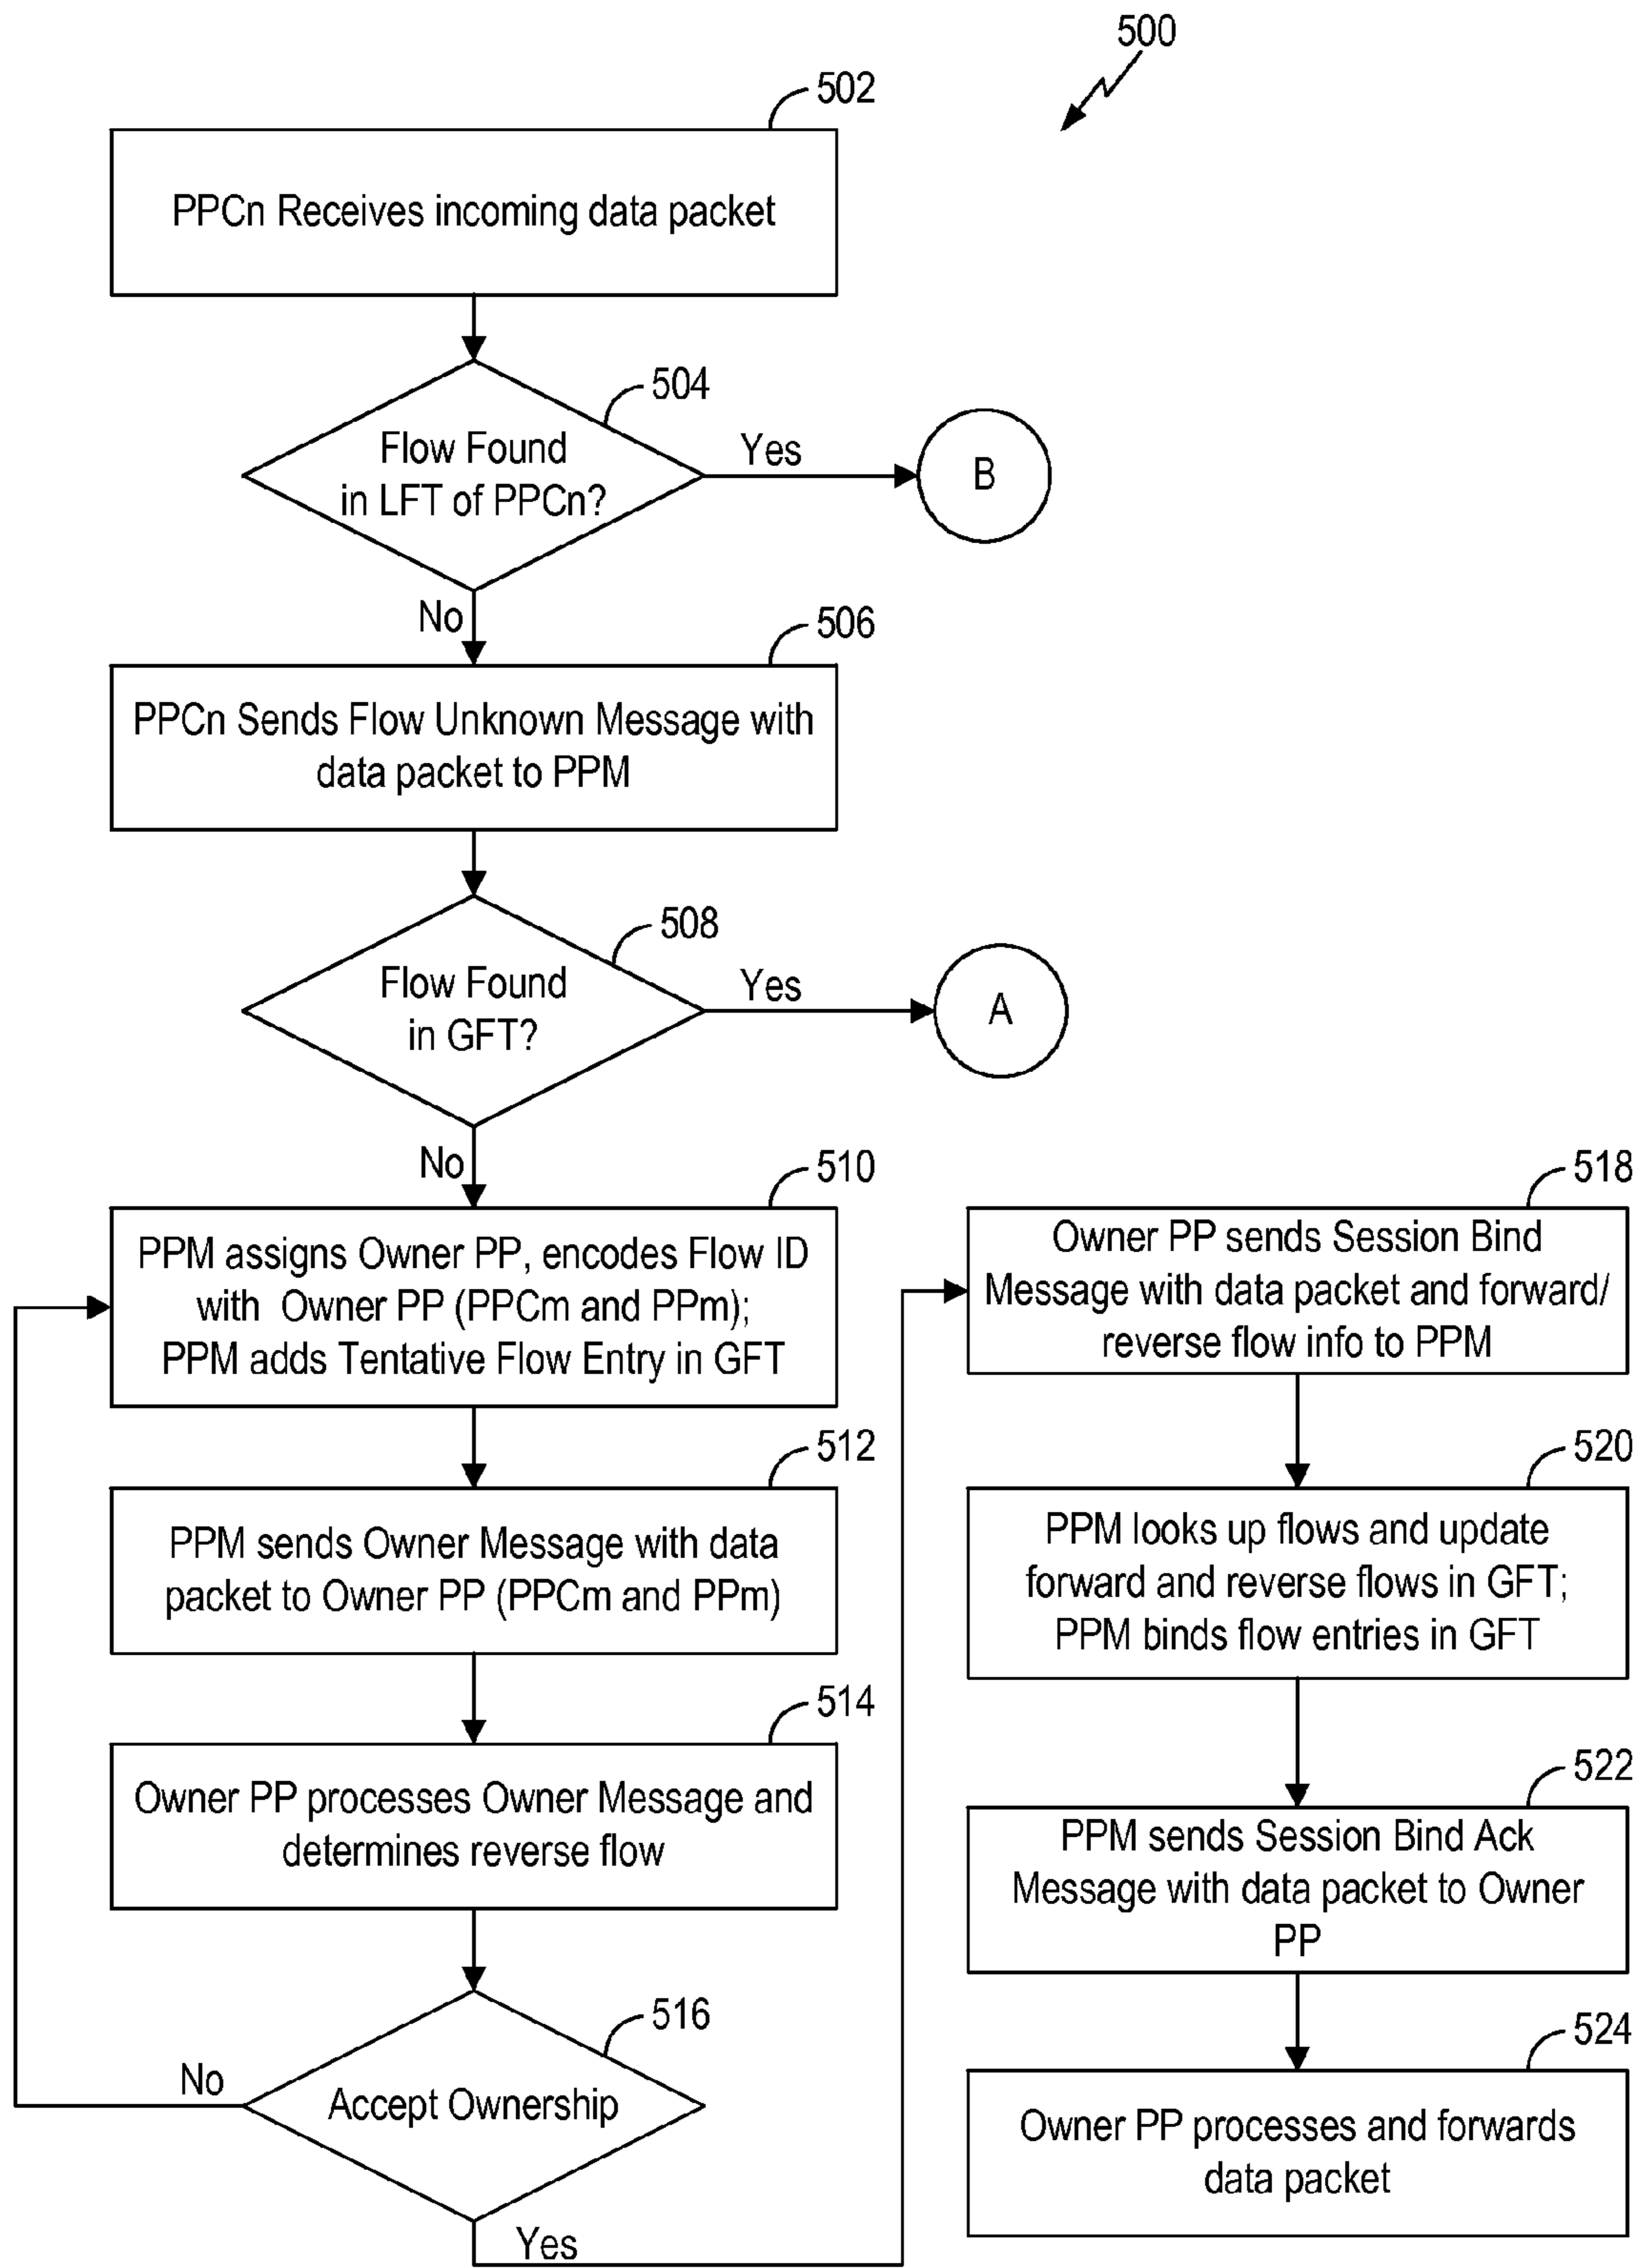 500
502
PPCn Receives incoming data packet
504
Flow Found
in LFT of PPCn?
Yes
B
No
506
PPCn Sends Flow Unknown Message with
data packet to PPM
508
Flow Found
in GFT?
Yes
A
No
510
PPM assigns Owner PP, encodes Flow ID
with Owner PP (PPCm and PPm);
PPM adds Tentative Flow Entry in GFT
512
PPM sends Owner Message with data
packet to Owner PP (PPCm and PPm)
514
Owner PP processes Owner Message and
determines reverse flow
516
Accept Ownership
No
Yes
518
Owner PP sends Session Bind
Message with data packet and forward/
reverse flow info to PPM
520
PPM looks up flows and update
forward and reverse flows in GFT;
PPM binds flow entries in GFT
522
PPM sends Session Bind Ack
Message with data packet to Owner
PP
524
Owner PP processes and forwards
data packet